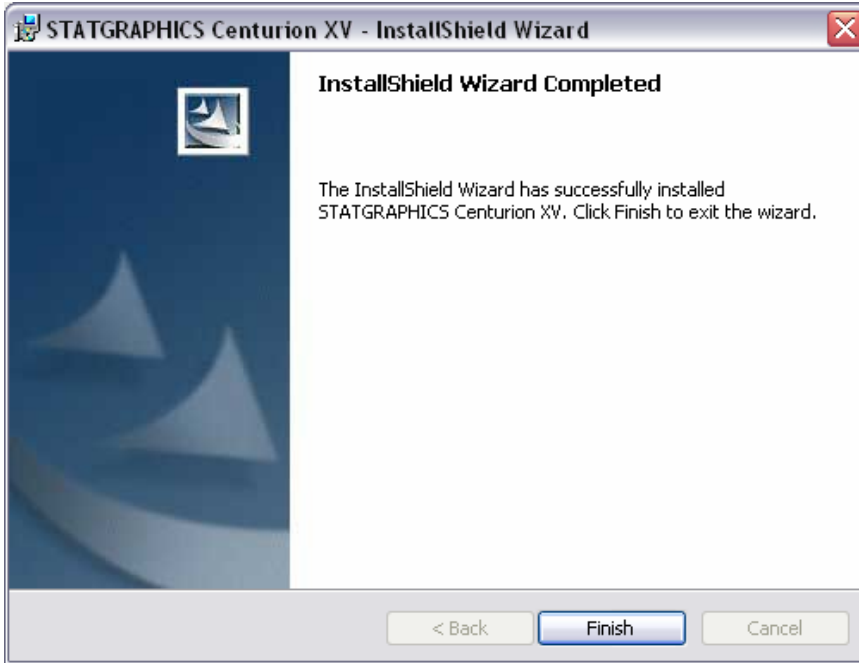 STATGRAPHICS Centurion XV - InstallShield Wizard
InstallShield Wizard Completed
The InstallShield Wizard has successfully installed
STATGRAPHICS Centurion XV. Click Finish to exit the wizard.
< Back
Finish
Cancel